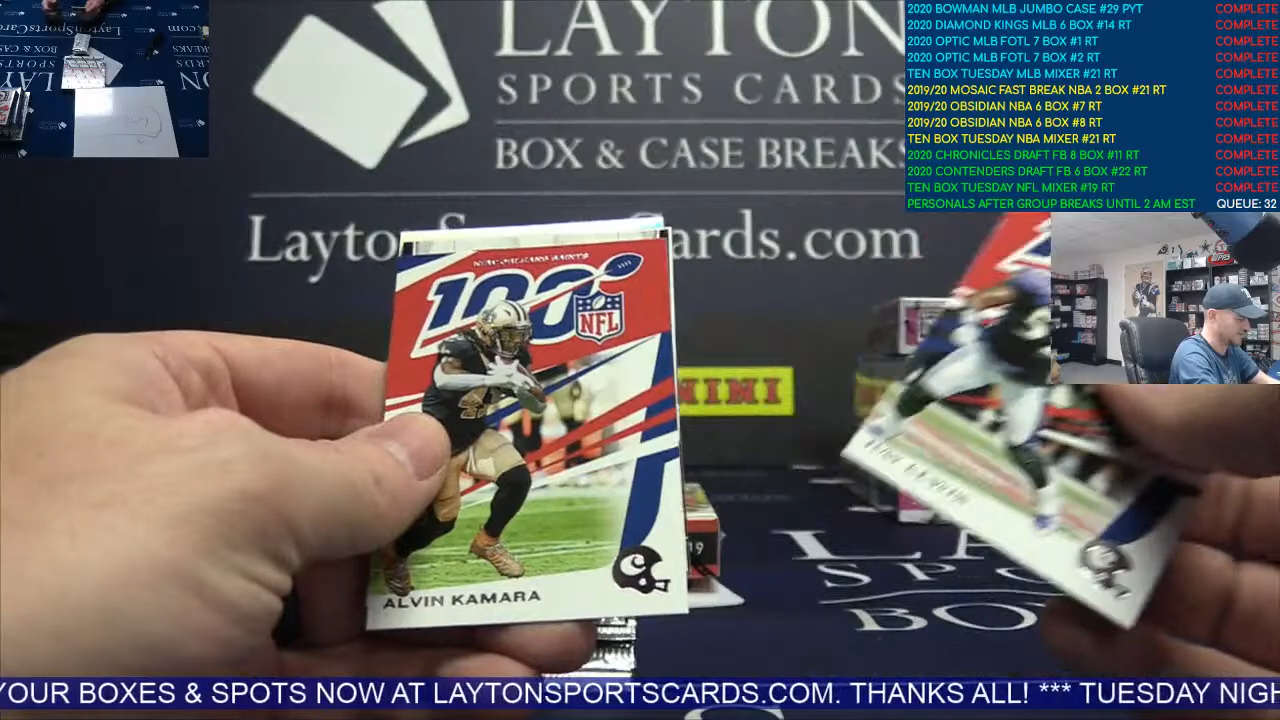 LAYTON
SPORTS CARDS
BOX & CASE BREAKS
Cards.com
2020 BOWMAN MLB JUMBO CASE #29 PYT COMPLETE
2020 DIAMOND KINGS MLB 6 BOX #14 RT COMPLETE
2020 OPTIC MLB FOTL 7 BOX #1 RT COMPLETE
2020 OPTIC MLB FOTL 7 BOX #2 RT COMPLETE
TEN BOX TUESDAY MLB MIXER #21 RT COMPLETE
2019/20 MOSAIC FAST BREAK NBA 2 BOX #21 RT COMPLETE
2019/20 OBSIDIAN NBA 6 BOX #7 RT COMPLETE
2019/20 OBSIDIAN NBA 6 BOX #8 RT COMPLETE
TEN BOX TUESDAY NBA MIXER #21 RT COMPLETE
2020 CHRONICLES DRAFT FB 8 BOX #11 RT COMPLETE
2020 CONTENDERS DRAFT FB 6 BOX #22 RT COMPLETE
TEN BOX TUESDAY NFL MIXER #19 RT COMPLETE
PERSONALS AFTER GROUP BREAKS UNTIL 2 AM EST QUEUE: 32
NEW ORLEANS SAINTS
100
NFL
ALVIN KAMARA
YOUR BOXES & SPOTS NOW AT LAYTONSPORTSCARDS.COM. THANKS ALL! *** TUESDAY NIGH